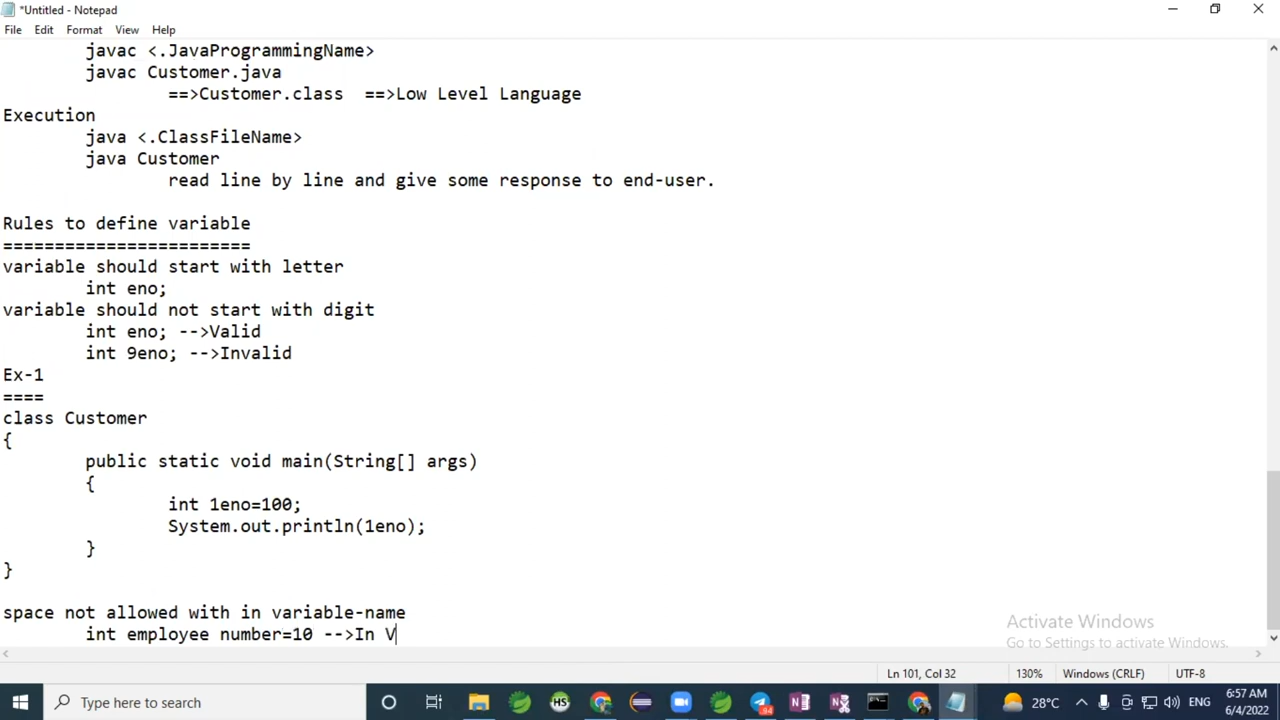 *Untitled - Notepad
File Edit Format View Help
javac <.JavaProgrammingName>
javac Customer.java
==>Customer.class ==>Low Level Language
Execution
java <.ClassFileName>
java Customer
read line by line and give some response to end-user.
Rules to define variable
========================
variable should start with letter
int eno;
variable should not start with digit
int eno; -->Valid
int 9eno; -->Invalid
Ex-1
====
class Customer
{
public static void main(String[] args)
{
int 1eno=100;
System.out.println(1eno);
}
}
space not allowed with in variable-name
int employee number=10 -->In V
Activate Windows
Go to Settings to activate Windows.
Ln 101, Col 32 130% Windows (CRLF) UTF-8
Type here to search HS 94 28°C ENG 6:57 AM
6/4/2022